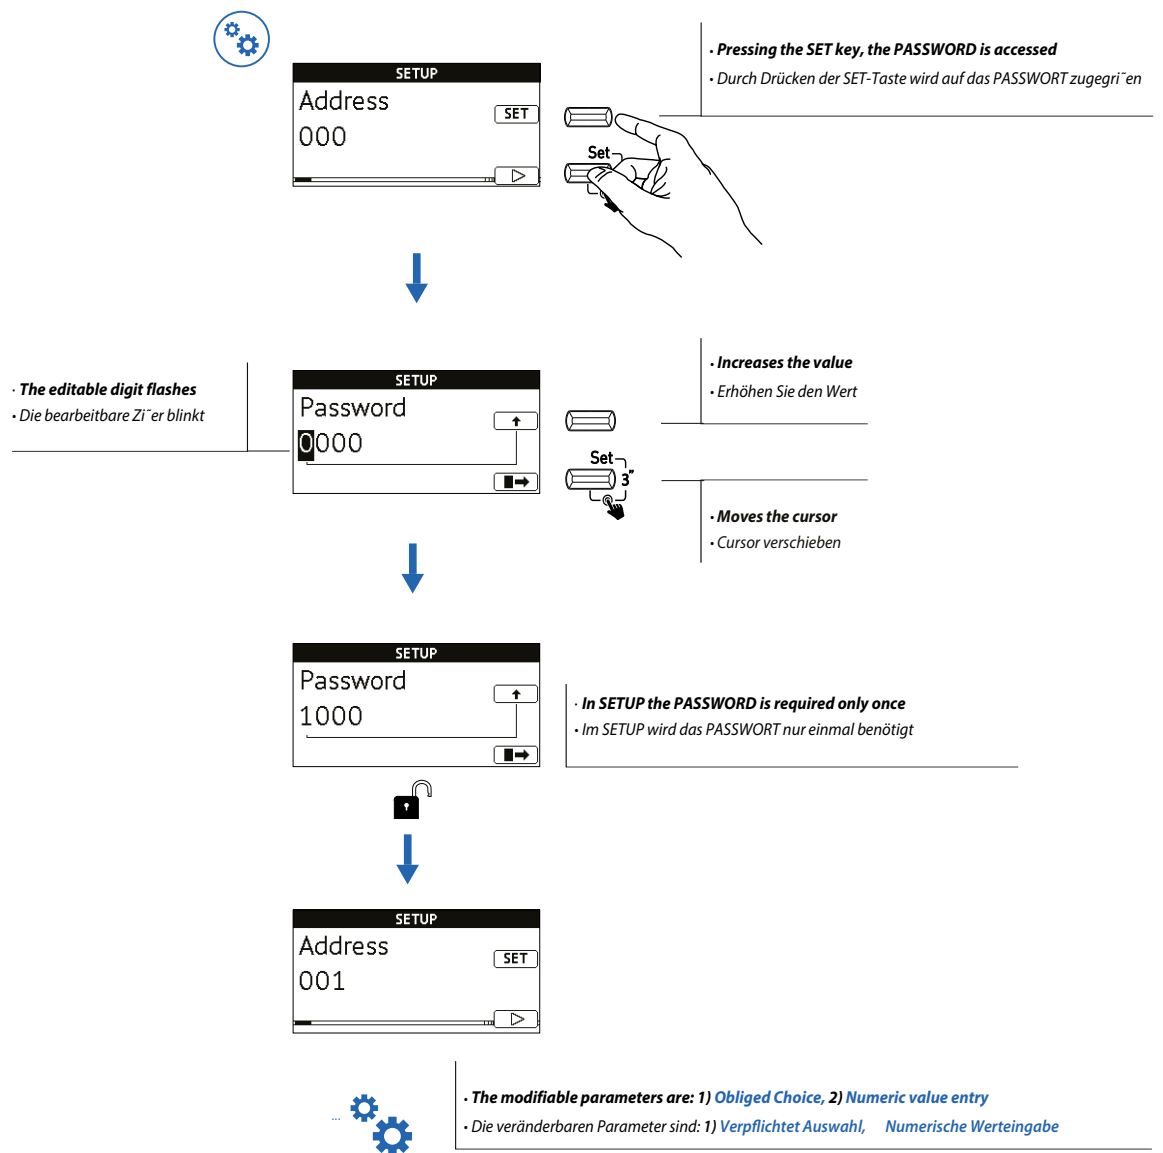 SETUP
Address
SET
000
Set
· Pressing the SET key, the PASSWORD is accessed
· Durch Drücken der SET-Taste wird auf das PASSWORT zugegri˜en
· The editable digit flashes
· Die bearbeitbare Zi˜er blinkt
SETUP
Password
0000
· Increases the value
· Erhöhen Sie den Wert
Set
3"
· Moves the cursor
· Cursor verschieben
SETUP
Password
1000
· In SETUP the PASSWORD is required only once
· Im SETUP wird das PASSWORT nur einmal benötigt
SETUP
Address
SET
001
...
· The modifiable parameters are: 1) Obliged Choice, 2) Numeric value entry
· Die veränderbaren Parameter sind: 1) Verpflichtet Auswahl, Numerische Werteingabe